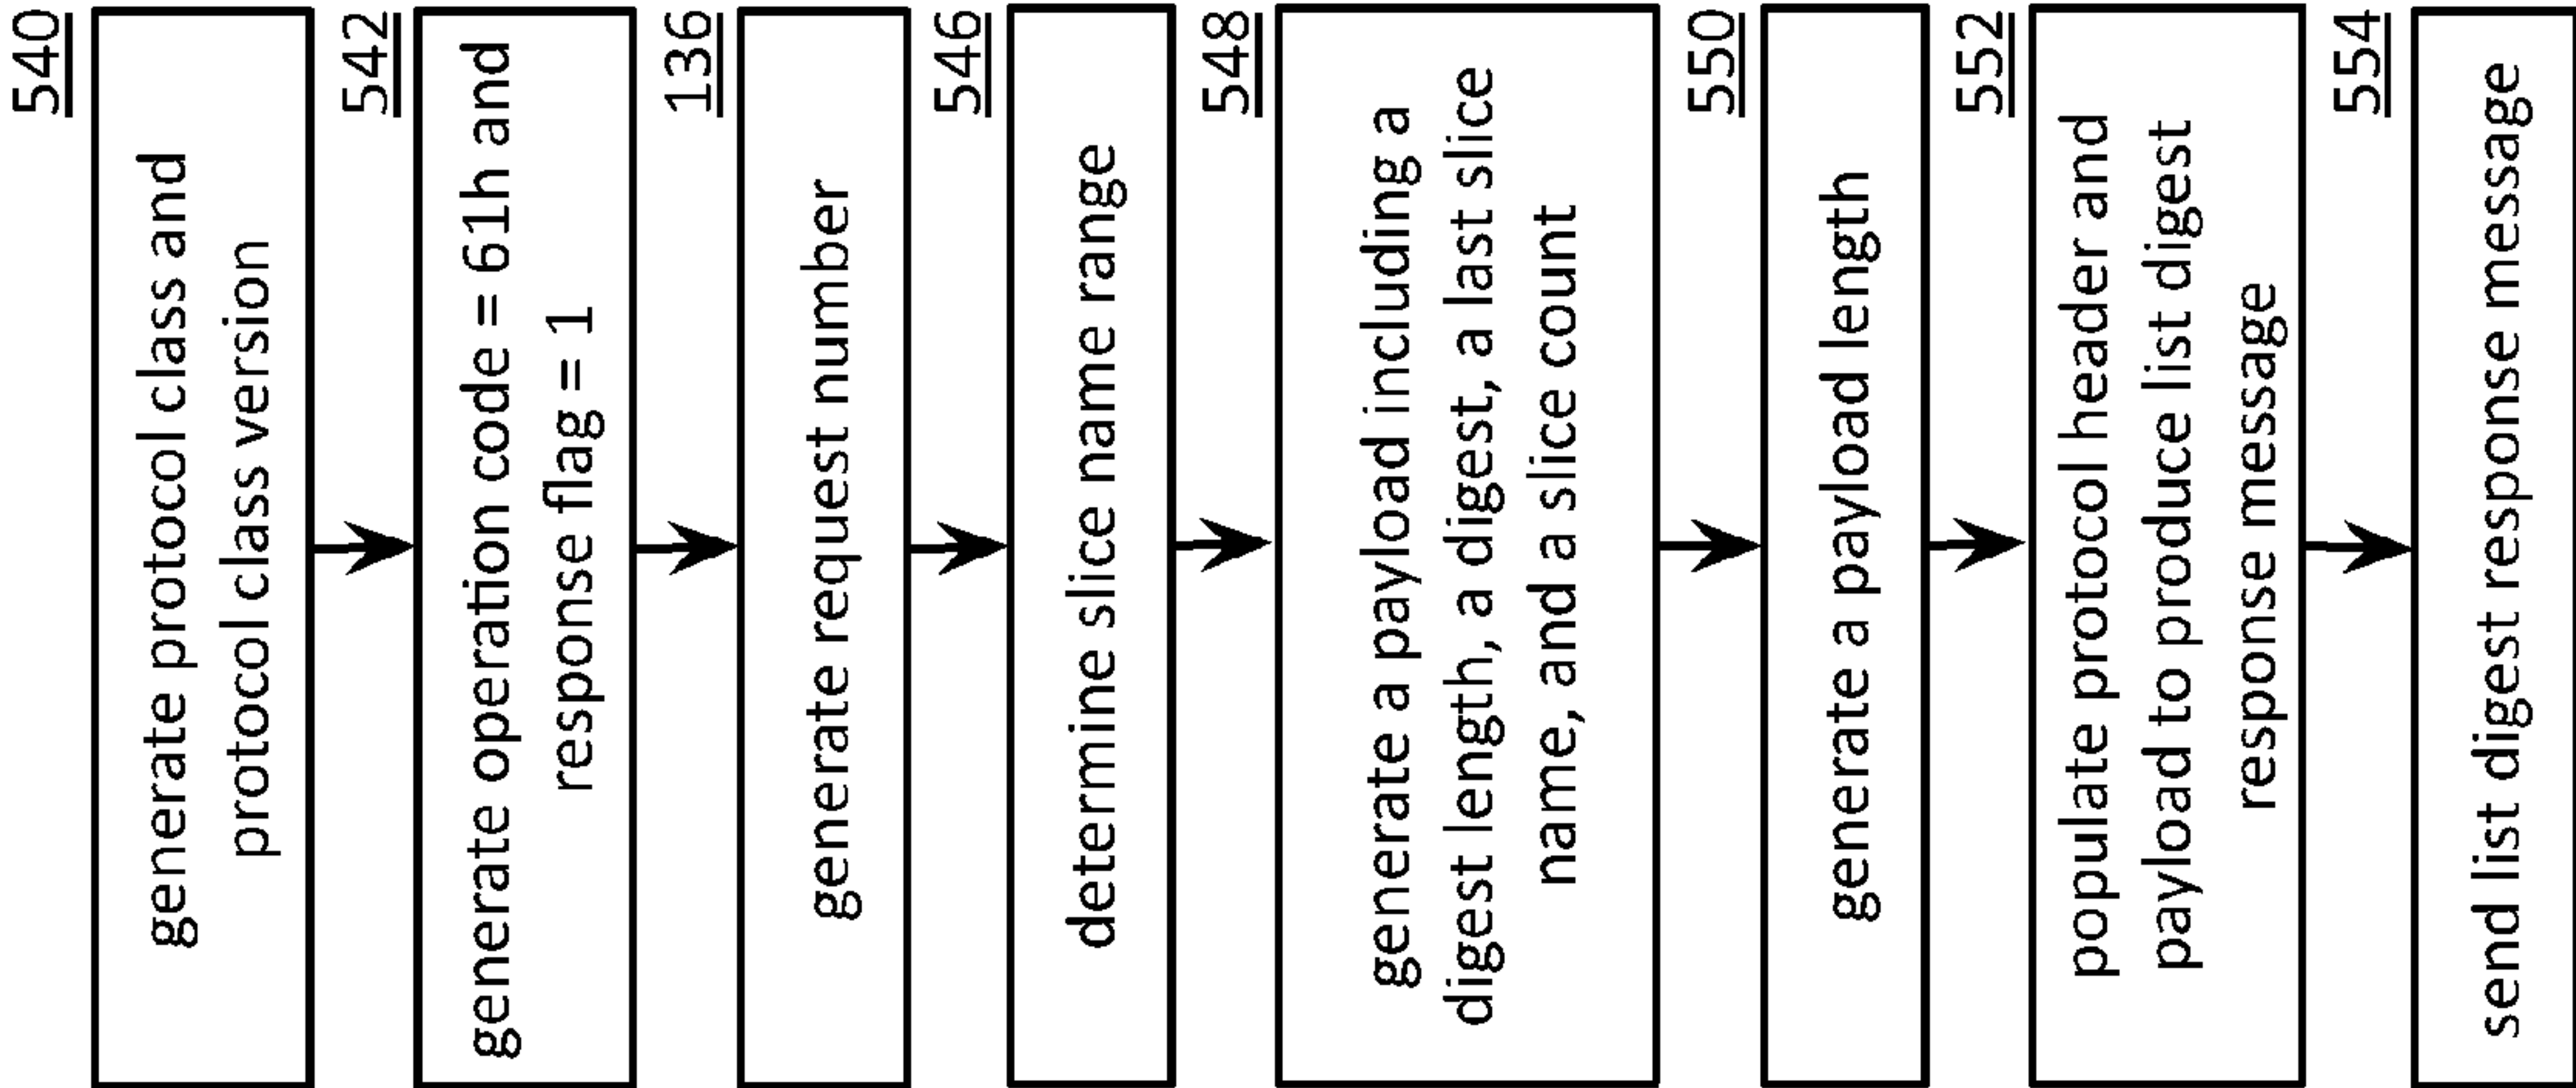 540
generate protocol class and
protocol class version
542
generate operation code = 61h and
response flag = 1
136
generate request number
546
determine slice name range
548
generate a payload including a
digest length, a digest, a last slice
name, and a slice count
550
generate a payload length
552
populate protocol header and
payload to produce list digest
response message
554
send list digest response message